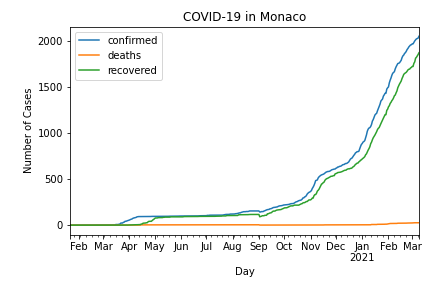 COVID-19 in Monaco
confirmed
deaths
recovered
Number of Cases
2000
1500
1000
500
0
Feb Mar Apr May Jun Jul Aug Sep Oct Nov Dec Jan Feb Mar
2021
Day